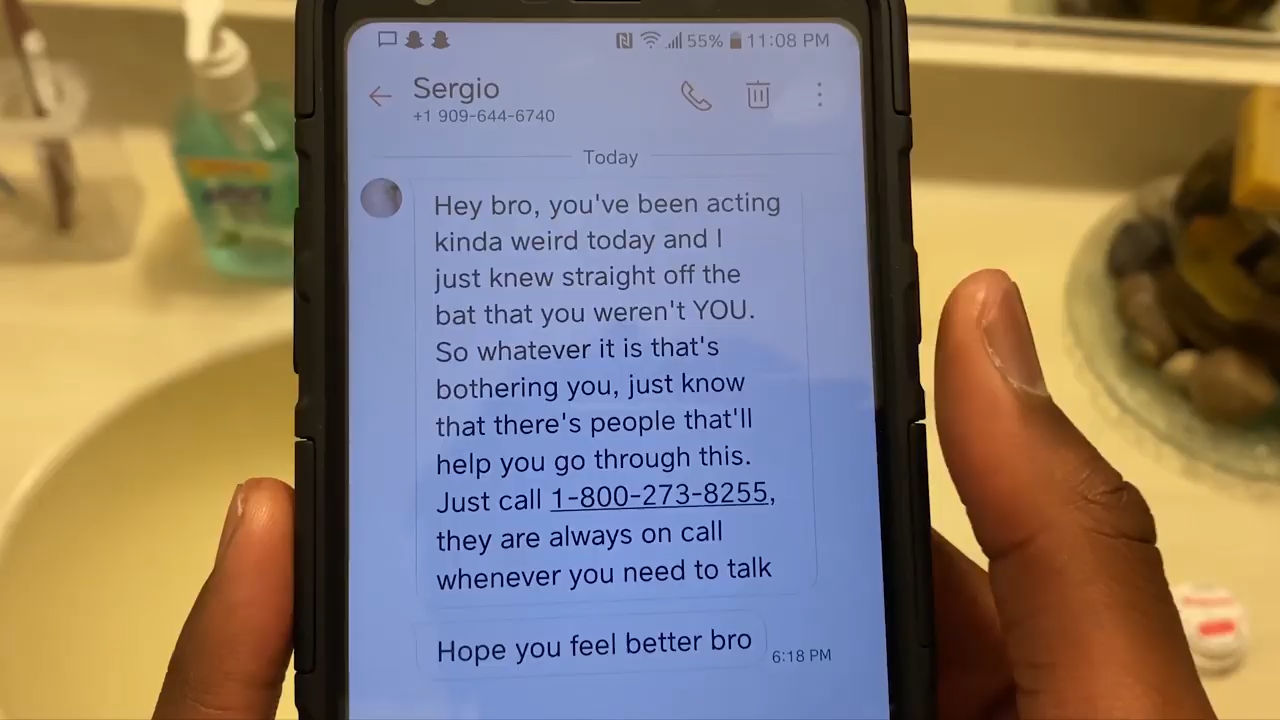 55% 11:08 PM
Sergio
+1 909-644-6740
Today
Hey bro, you've been acting
kinda weird today and I
just knew straight off the
bat that you weren't YOU.
So whatever it is that's
bothering you, just know
that there's people that'll
help you go through this.
Just call 1-800-273-8255,
they are always on call
whenever you need to talk
Hope you feel better bro
6:18 PM